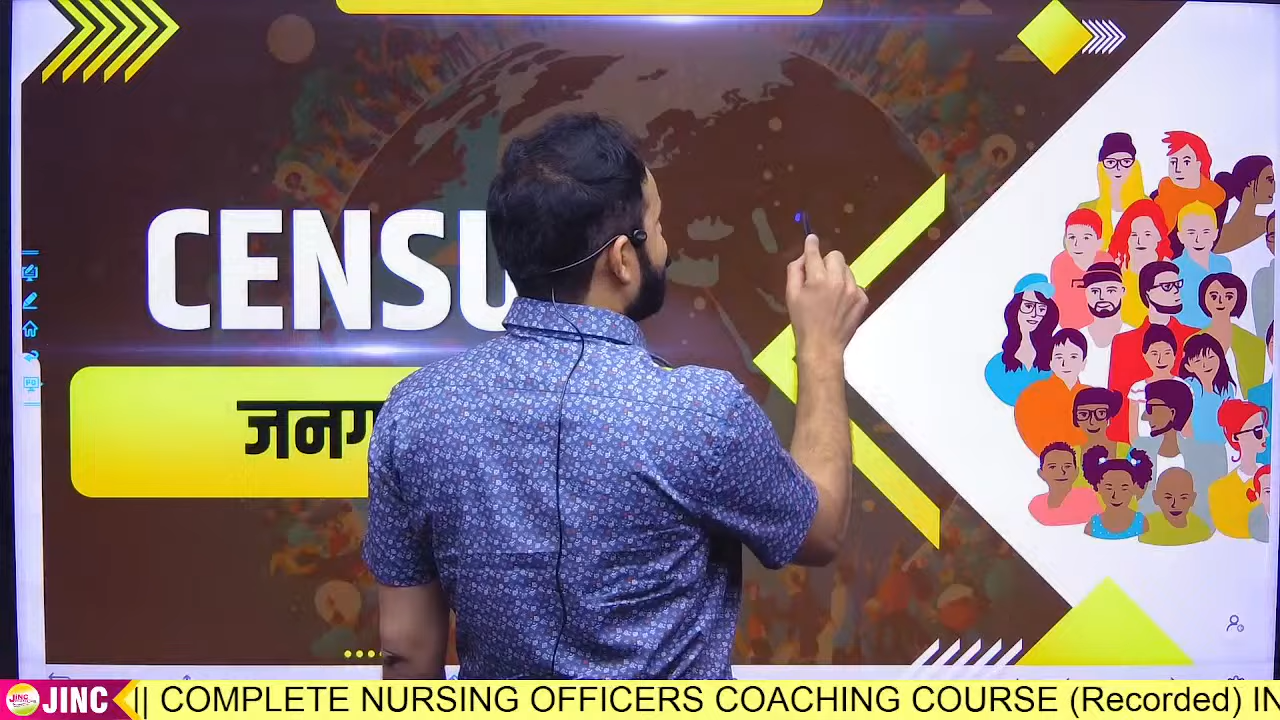 CENSU
जनग
JINC || COMPLETE NURSING OFFICERS COACHING COURSE (Recorded) IN